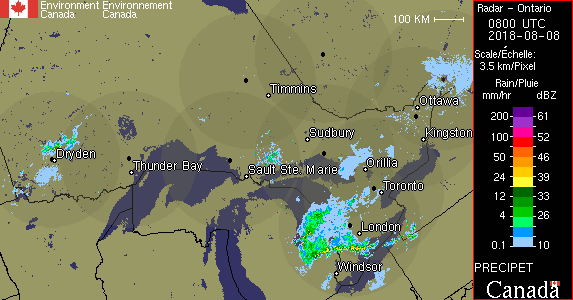 Environment Environnement
Canada Canada
100 KM
Timmins
Ottawa
Sudbury
Kingston
Dryden
Thunder Bay
Sault Ste. Marie
Orillia
Toronto
London
Windsor
Radar - Ontario
0800 UTC
2018-08-08
Scale/Échelle:
3.5 km/Pixel
Rain/Pluie
mm/hr dBZ
200 61
100 52
50 46
24 39
12 33
4 26
0.1 10
PRECIPET
Canada